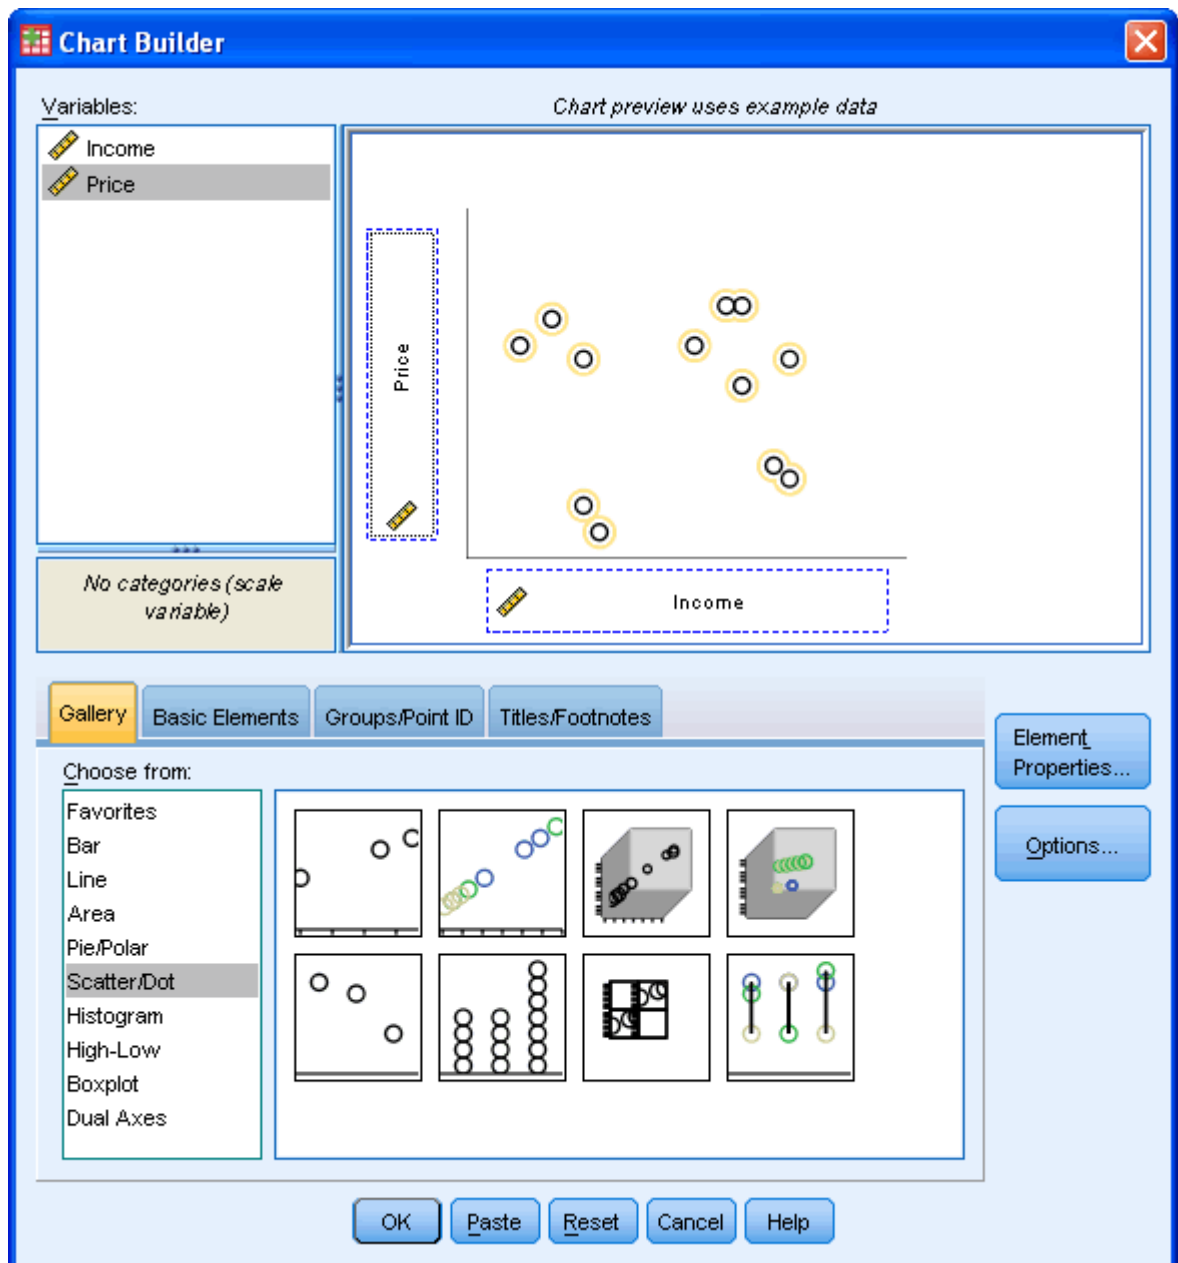 Chart Builder
Variables:
Chart preview uses example data
Income
Price
Price
Income
No categories (scale
variable)
Gallery
Basic Elements
Groups/Point ID
Titles/Footnotes
Element
Properties...
Options...
Choose from:
Favorites
Bar
Line
Area
Pie/Polar
Scatter/Dot
Histogram
High-Low
Boxplot
Dual Axes
OK
Paste
Reset
Cancel
Help